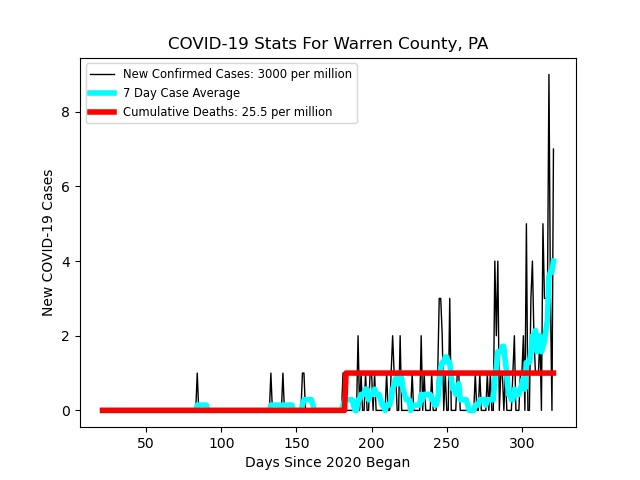 COVID-19 Stats For Warren County, PA
New Confirmed Cases: 3000 per million
7 Day Case Average
Cumulative Deaths: 25.5 per million
New COVID-19 Cases
8
6
4
2
0
50 100 150 200 250 300
Days Since 2020 Began